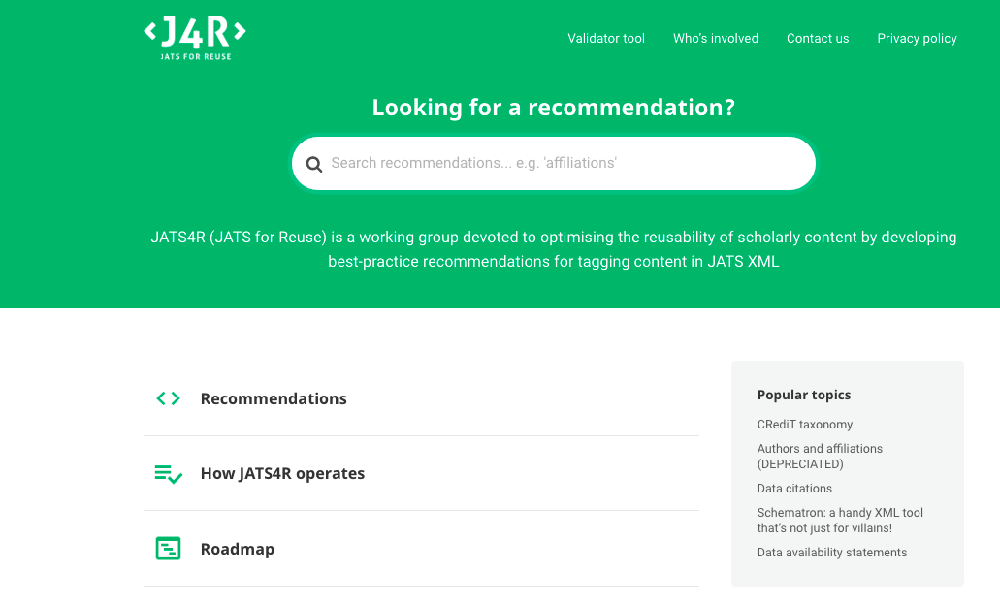 <J4R>
JATS FOR REUSE
Validator tool Who's involved Contact us Privacy policy
Looking for a recommendation?
Search recommendations... e.g. 'affiliations'
JATS4R (JATS for Reuse) is a working group devoted to optimising the reusability of scholarly content by developing
best-practice recommendations for tagging content in JATS XML
Recommendations
How JATS4R operates
Roadmap
Popular topics
CRediT taxonomy
Authors and affiliations
(DEPRECIATED)
Data citations
Schematron: a handy XML tool
that's not just for villains!
Data availability statements